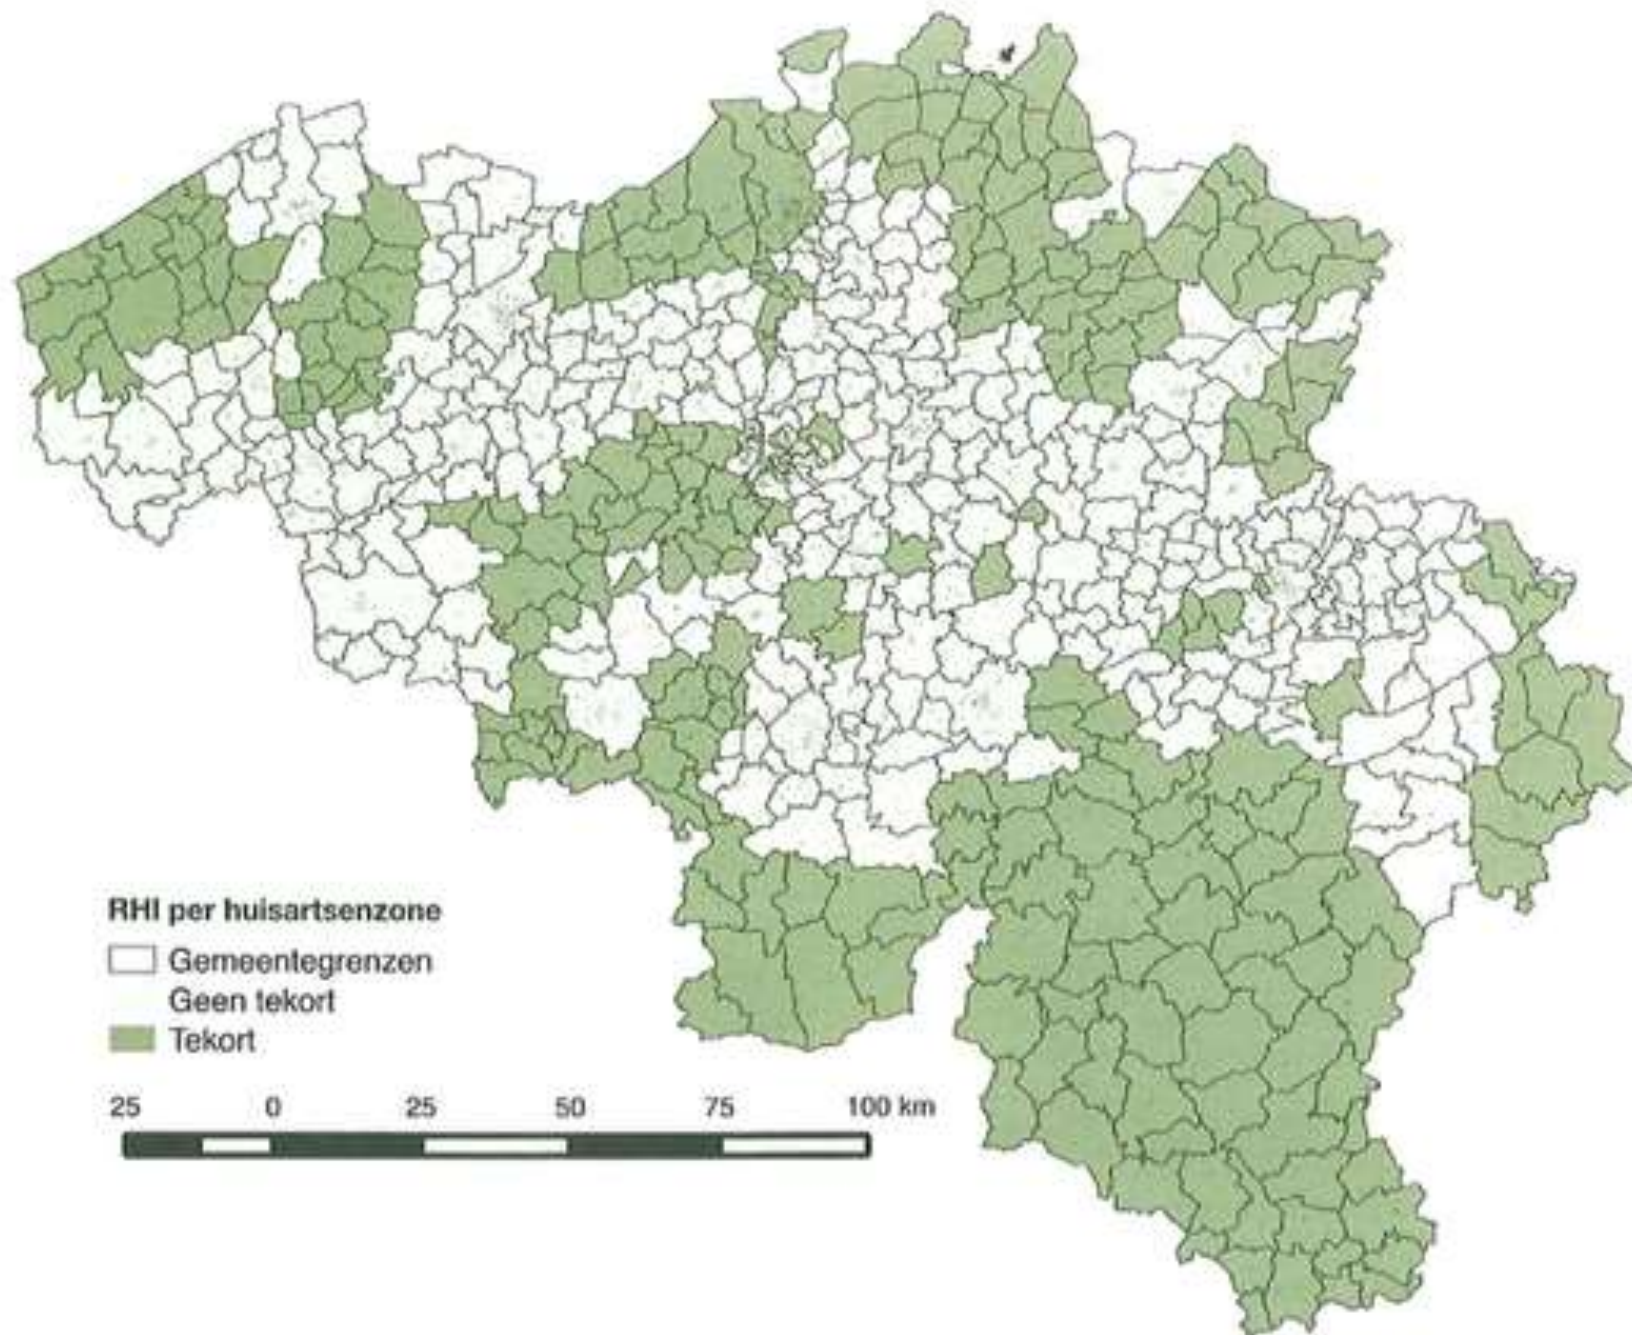 RHI per huisartsenzone
Gemeentegrenzen
Geen tekort
Tekort
25 0 25 50 75 100 km